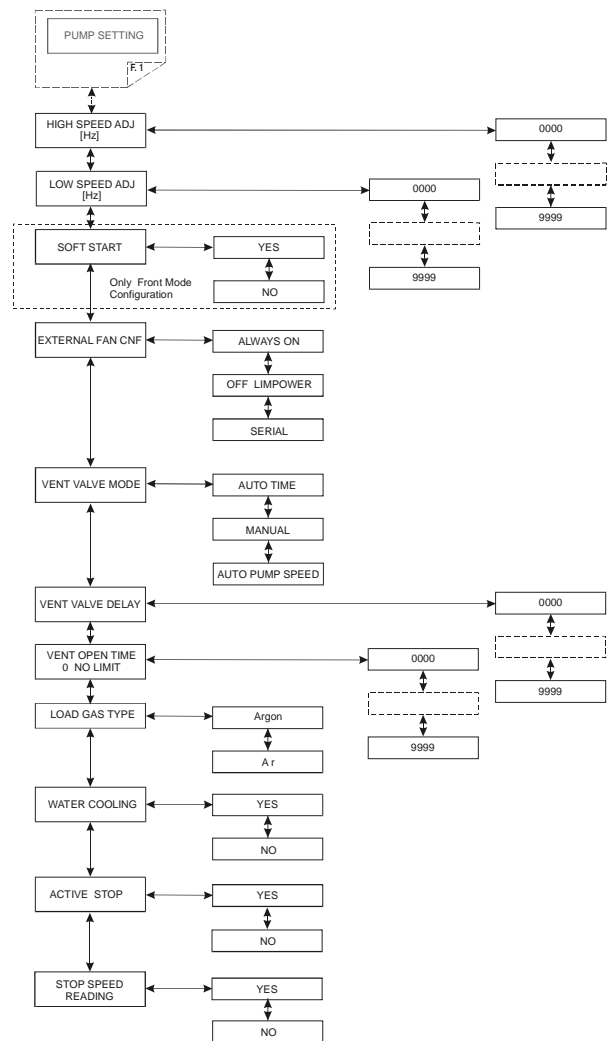 PUMP SETTING
F.1
HIGH SPEED ADJ
[Hz]
0000
9999
LOW SPEED ADJ
[Hz]
0000
9999
SOFT START
YES
NO
Only Front Mode
Configuration
EXTERNAL FAN CNF
ALWAYS ON
OFF LIMPOWER
SERIAL
VENT VALVE MODE
AUTO TIME
MANUAL
AUTO PUMP SPEED
VENT VALVE DELAY
0000
9999
VENT OPEN TIME
0 NO LIMIT
0000
9999
LOAD GAS TYPE
Argon
A r
WATER COOLING
YES
NO
ACTIVE STOP
YES
NO
STOP SPEED
READING
YES
NO